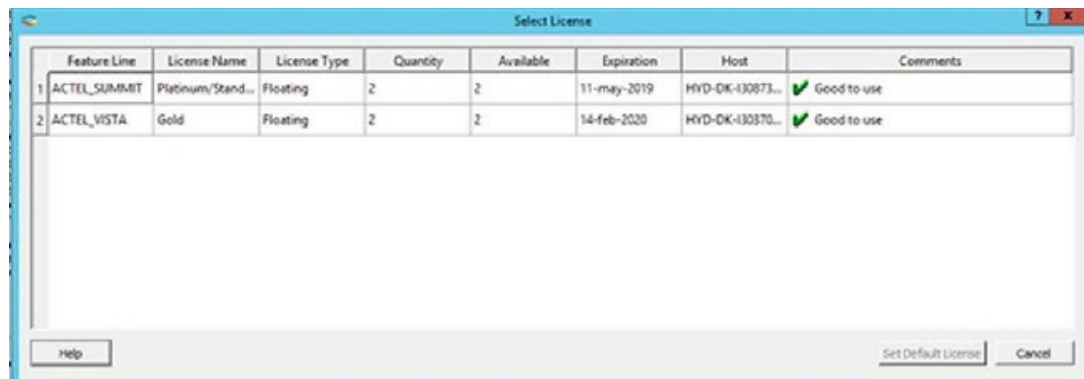 Select License
Feature Line License Name License Type Quantity Available Expiration Host Comments
1 ACTEL_SUMMIT Platinum/Stand... Floating 2 2 11-may-2019 HYD-DK-I30873... Good to use
2 ACTEL_VISTA Gold Floating 2 2 14-feb-2020 HYD-DK-I30370... Good to use
Help Set Default License Cancel